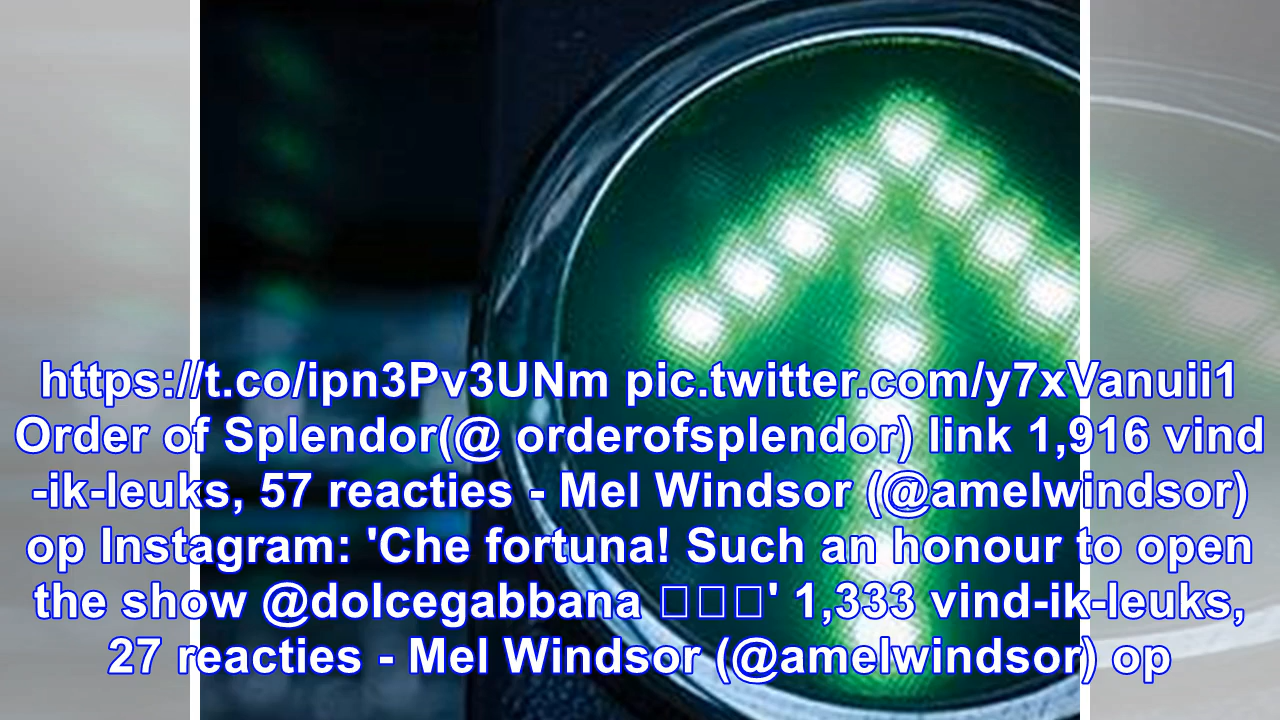 https://t.co/ipn3Pv3UNm pic.twitter.com/y7xVanuii1
Order of Splendor(@ orderofsplendor) link 1,916 vind
-ik-leuks, 57 reacties - Mel Windsor (@amelwindsor)
op Instagram: 'Che fortuna! Such an honour to open
the show @dolcegabbana □□□' 1,333 vind-ik-leuks,
27 reacties - Mel Windsor (@amelwindsor) op